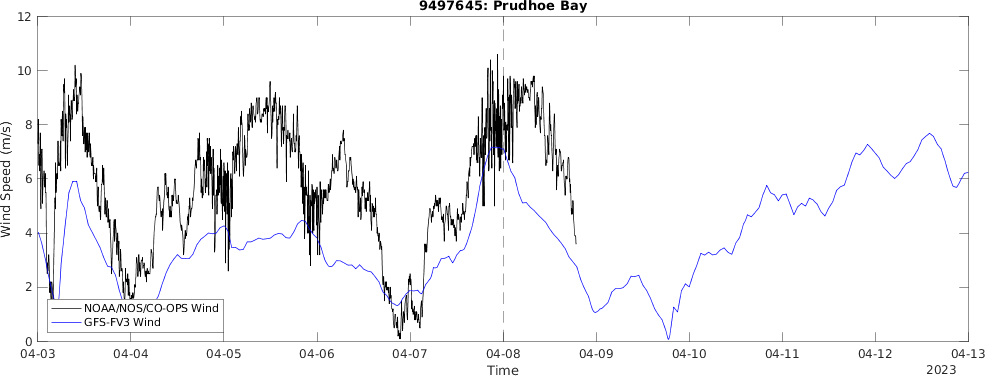 9497645: Prudhoe Bay
12
10
8
6
4
2
0
Wind Speed (m/s)
NOAA/NOS/CO-OPS Wind
GFS-FV3 Wind
04-03 04-04 04-05 04-06 04-07 04-08 04-09 04-10 04-11 04-12 04-13
Time
2023